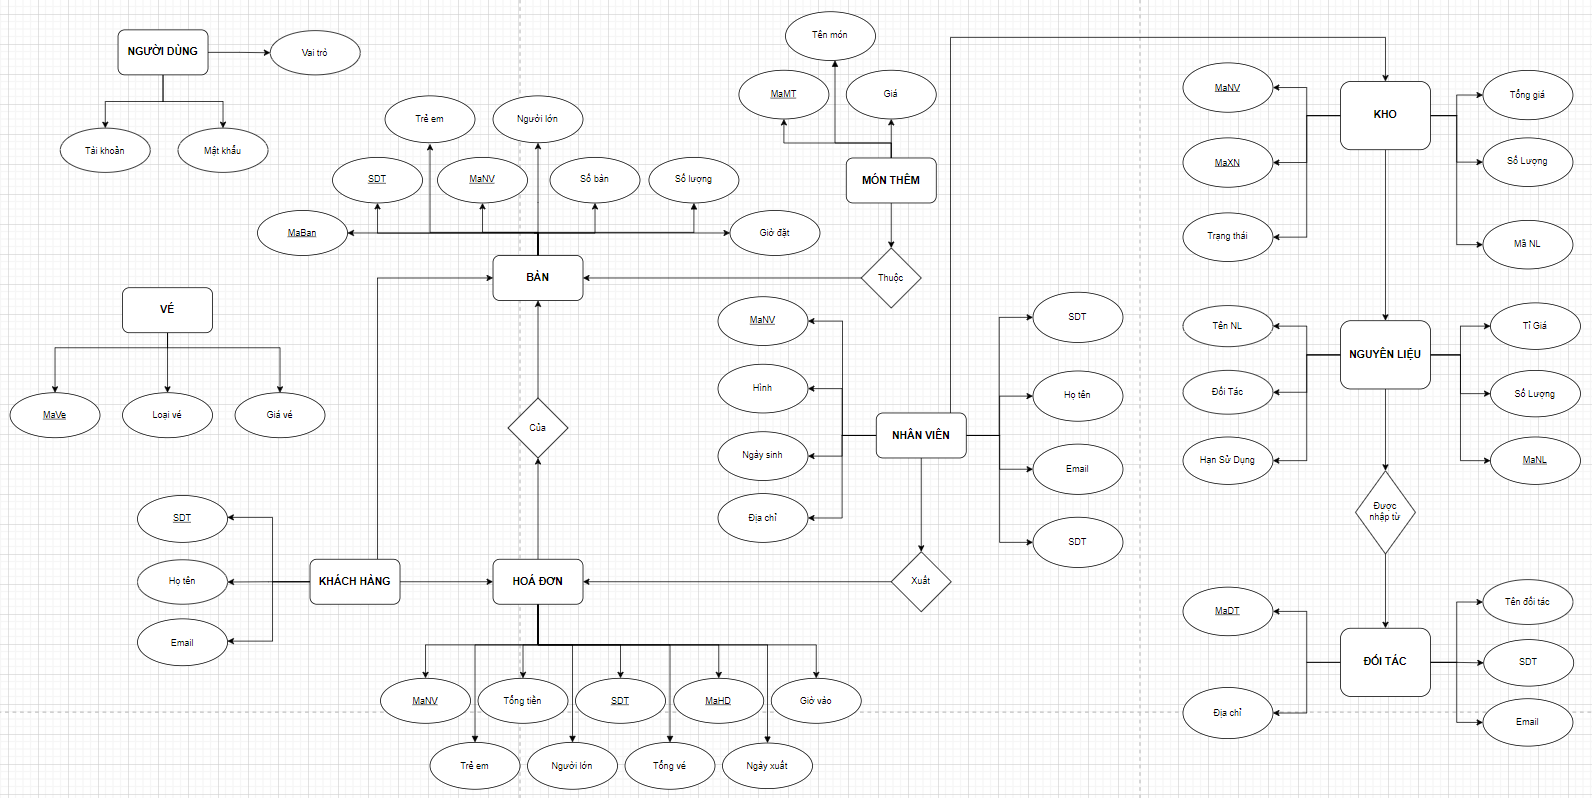 Tên món
NGƯỜI DÙNG
Vai trò
MaMT
Giá
MaNV
Tổng giá
KHO
Trẻ em
Người lớn
Tài khoản
Mật khẩu
MaXN
Số Lượng
SDT
MaNV
Số bàn
Số lượng
MÓN THÊM
MaBan
Giờ đặt
Trạng thái
Mã NL
BÀN
Thuộc
VÉ
MaNV
SDT
Tên NL
Tỉ Giá
NGUYÊN LIỆU
Hình
Họ tên
Đối Tác
Số Lượng
MaVe
Loại vé
Giá vé
Của
NHÂN VIÊN
Ngày sinh
Email
Hạn Sử Dụng
MaNL
SDT
Địa chỉ
Được
nhập từ
SDT
Họ tên
KHÁCH HÀNG
HOÁ ĐƠN
Xuất
Email
MaDT
Tên đối tác
ĐỐI TÁC
SDT
MaNV
Tổng tiền
SDT
MaHD
Giờ vào
Địa chỉ
Email
Trẻ em
Người lớn
Tổng vé
Ngày xuất